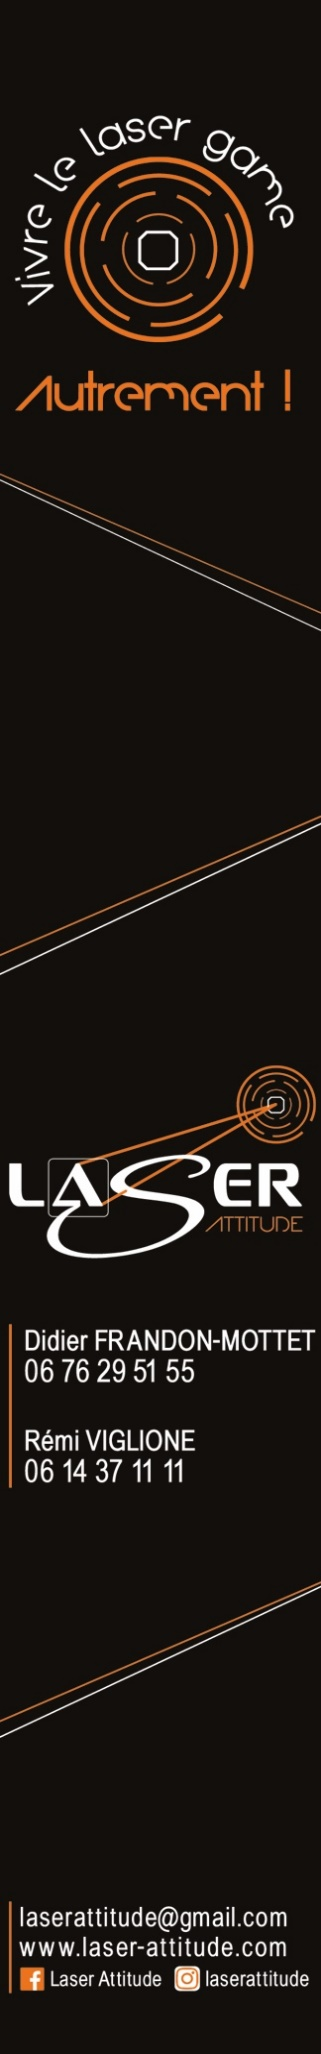 Vivre le laser game
Autrement !
LASER
ATTITUDE
Didier FRANDON-MOTTET
06 76 29 51 55
Rémi VIGLIONE
06 14 37 11 11
laserattitude@gmail.com
www.laser-attitude.com
Laser Attitude laserattitude